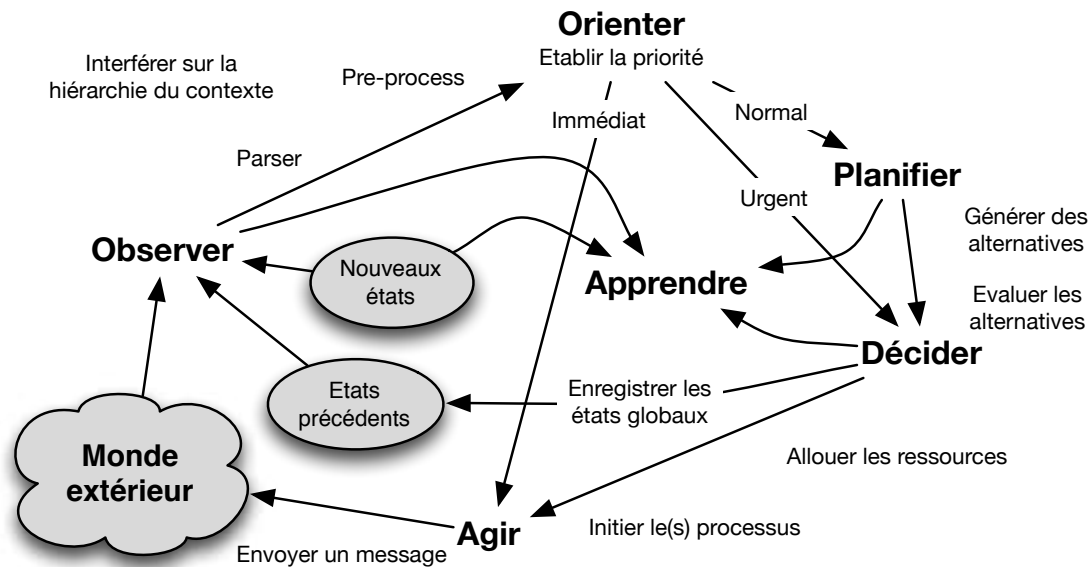 Orienter
Etablir la priorité
Interférer sur la
hiérarchie du contexte
Pre-process
Immédiat
Normal
Parser
Planifier
Urgent
Générer des
alternatives
Observer
Nouveaux
états
Apprendre
Evaluer les
alternatives
Décider
Etats
précédents
Enregistrer les
états globaux
Monde
extérieur
Allouer les ressources
Agir
Initier le(s) processus
Envoyer un message